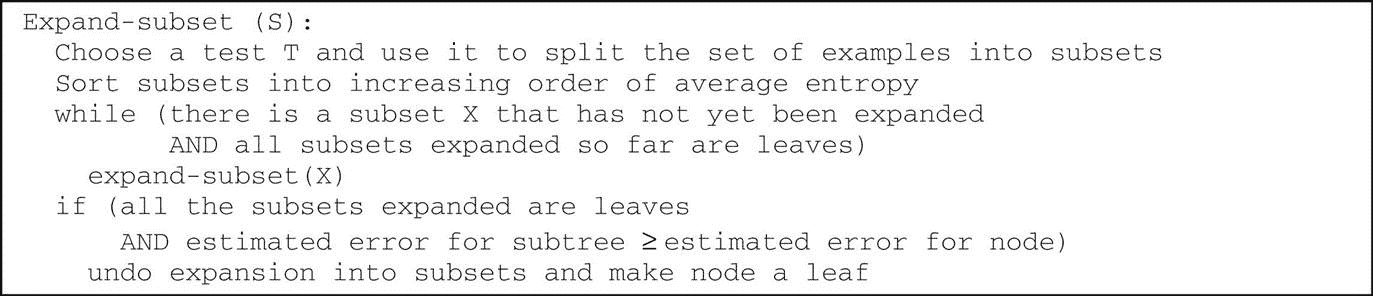 Expand-subset (S):
Choose a test T and use it to split the set of examples into subsets
Sort subsets into increasing order of average entropy
while (there is a subset X that has not yet been expanded
AND all subsets expanded so far are leaves)
expand-subset(X)
if (all the subsets expanded are leaves
AND estimated error for subtree ≥ estimated error for node)
undo expansion into subsets and make node a leaf